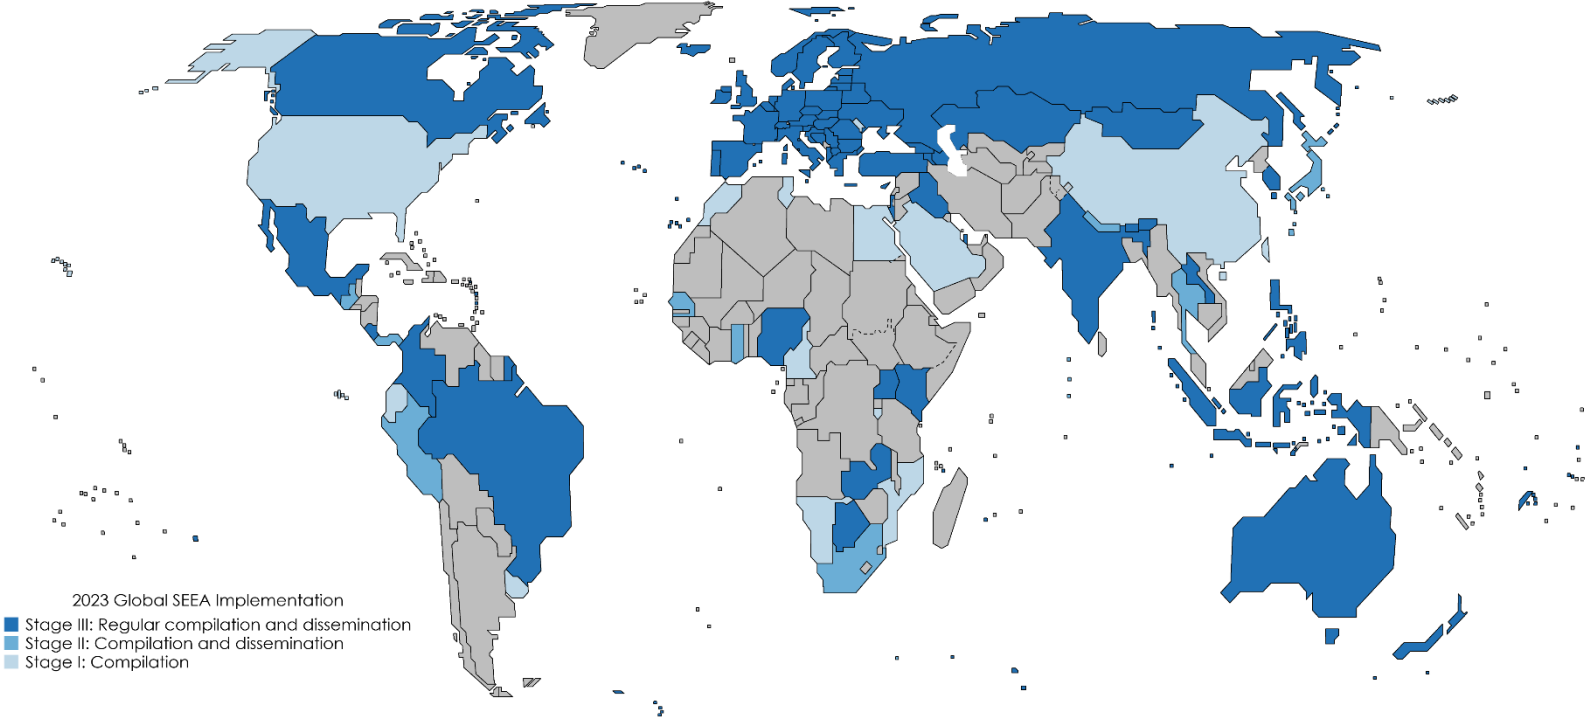 2023 Global SEEA Implementation
Stage III: Regular compilation and dissemination
Stage II: Compilation and dissemination
Stage I: Compilation